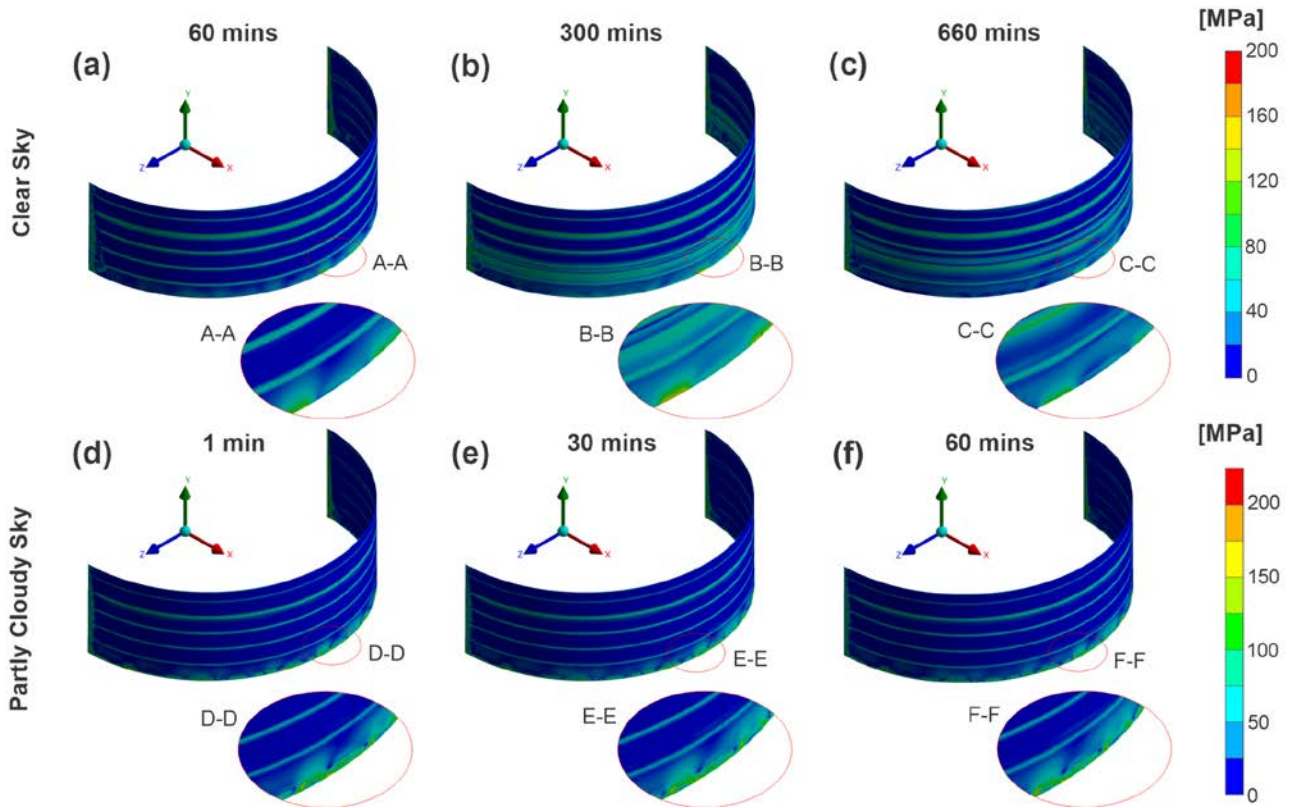 60 mins
300 mins
660 mins
[MPa]
(a)
(b)
(c)
Clear Sky
Y
Z
X
Y
Z
X
Y
Z
X
200
160
120
80
40
0
A-A
B-B
C-C
A-A
B-B
C-C
1 min
30 mins
60 mins
[MPa]
(d)
(e)
(f)
Partly Cloudy Sky
Y
Z
X
Y
Z
X
Y
Z
X
200
150
100
50
0
D-D
E-E
F-F
D-D
E-E
F-F